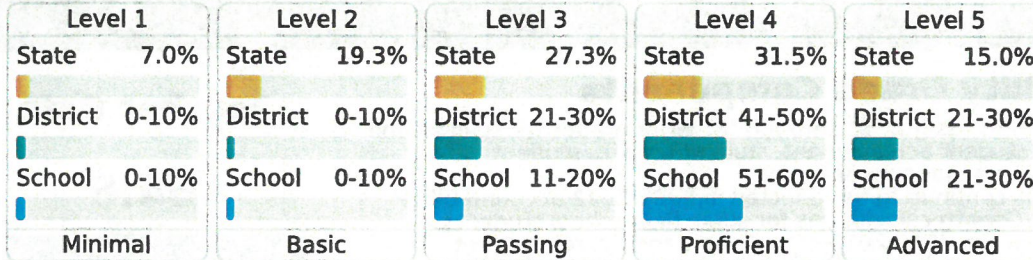 Level 1 Level 2 Level 3 Level 4 Level 5
State 7.0% State 19.3% State 27.3% State 31.5% State 15.0%
District 0-10% District 0-10% District 21-30% District 41-50% District 21-30%
School 0-10% School 0-10% School 11-20% School 51-60% School 21-30%
Minimal Basic Passing Proficient Advanced